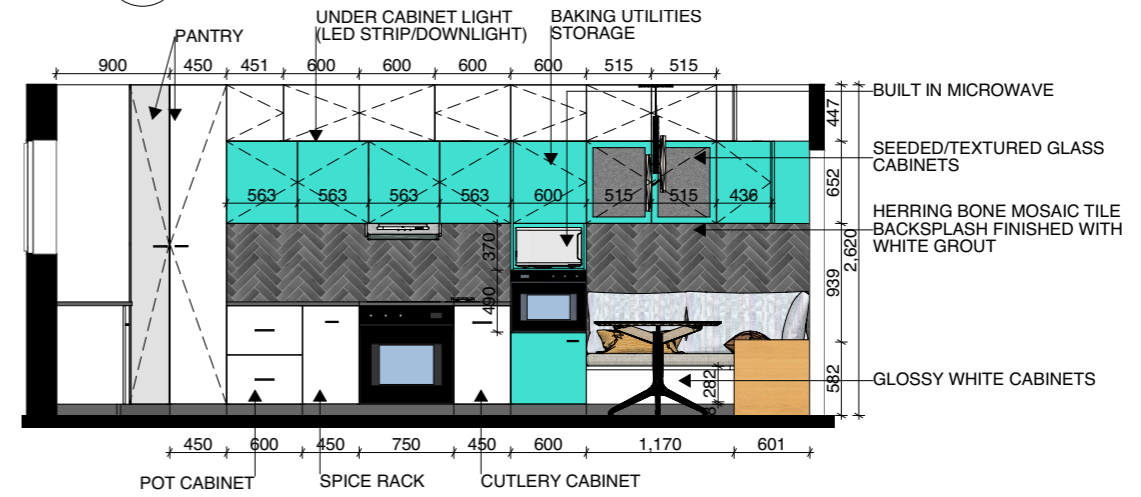 UNDER CABINET LIGHT
(LED STRIP/DOWNLIGHT)
BAKING UTILITIES
STORAGE
PANTRY
900 450 451 600 600 600 600 515 515
BUILT IN MICROWAVE
447
SEEDED/TEXTURED GLASS
CABINETS
652
563 563 563 563 600 515 515 436
HERRING BONE MOSAIC TILE
BACKSPLASH FINISHED WITH
WHITE GROUT
370
2,620
939
490
582
282
GLOSSY WHITE CABINETS
450 600 450 750 450 600 1,170 601
POT CABINET
SPICE RACK
CUTLERY CABINET